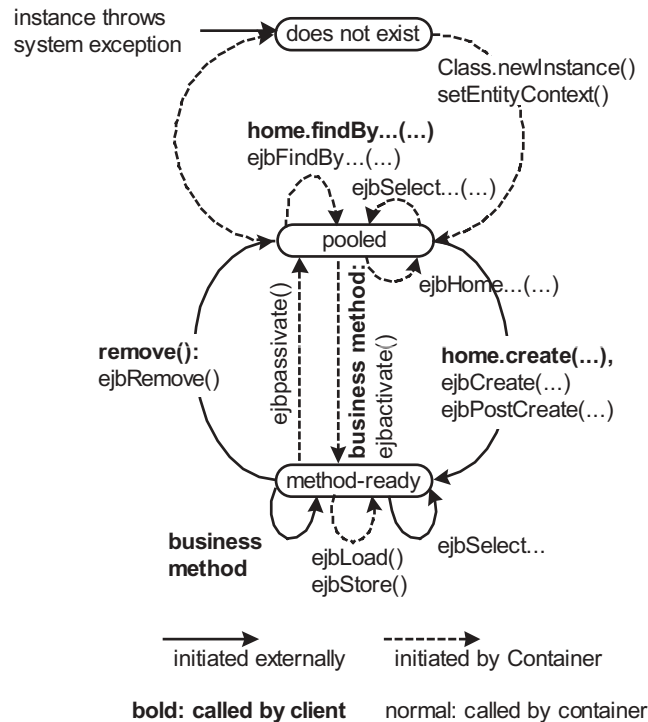 instance throws
system exception
does not exist
Class.newInstance()
setEntityContext()
home.findBy...(...)
ejbFindBy...(...)
ejbSelect...(...)
pooled
ejbHome...(...)
ejbpassivate()
business method:
ejbactivate()
remove():
ejbRemove()
home.create(...),
ejbCreate(...)
ejbPostCreate(...)
method-ready
business
method
ejbLoad()
ejbStore()
ejbSelect...
initiated externally
initiated by Container
bold: called by client
normal: called by container